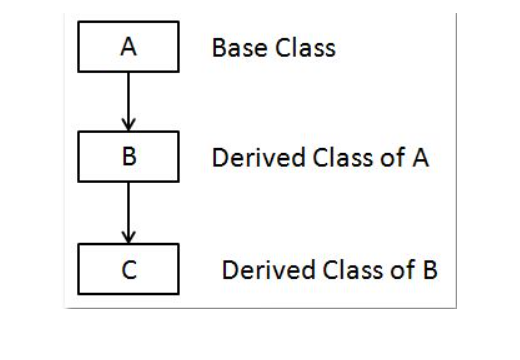 A Base Class
B Derived Class of A
C Derived Class of B